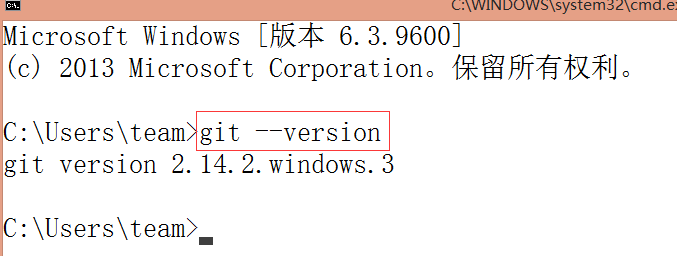 C:\WINDOWS\system32\cmd.ex
Microsoft Windows [版本 6.3.9600]
(c) 2013 Microsoft Corporation。保留所有权利。
C:\Users\team>git --version
git version 2.14.2.windows.3
C:\Users\team>